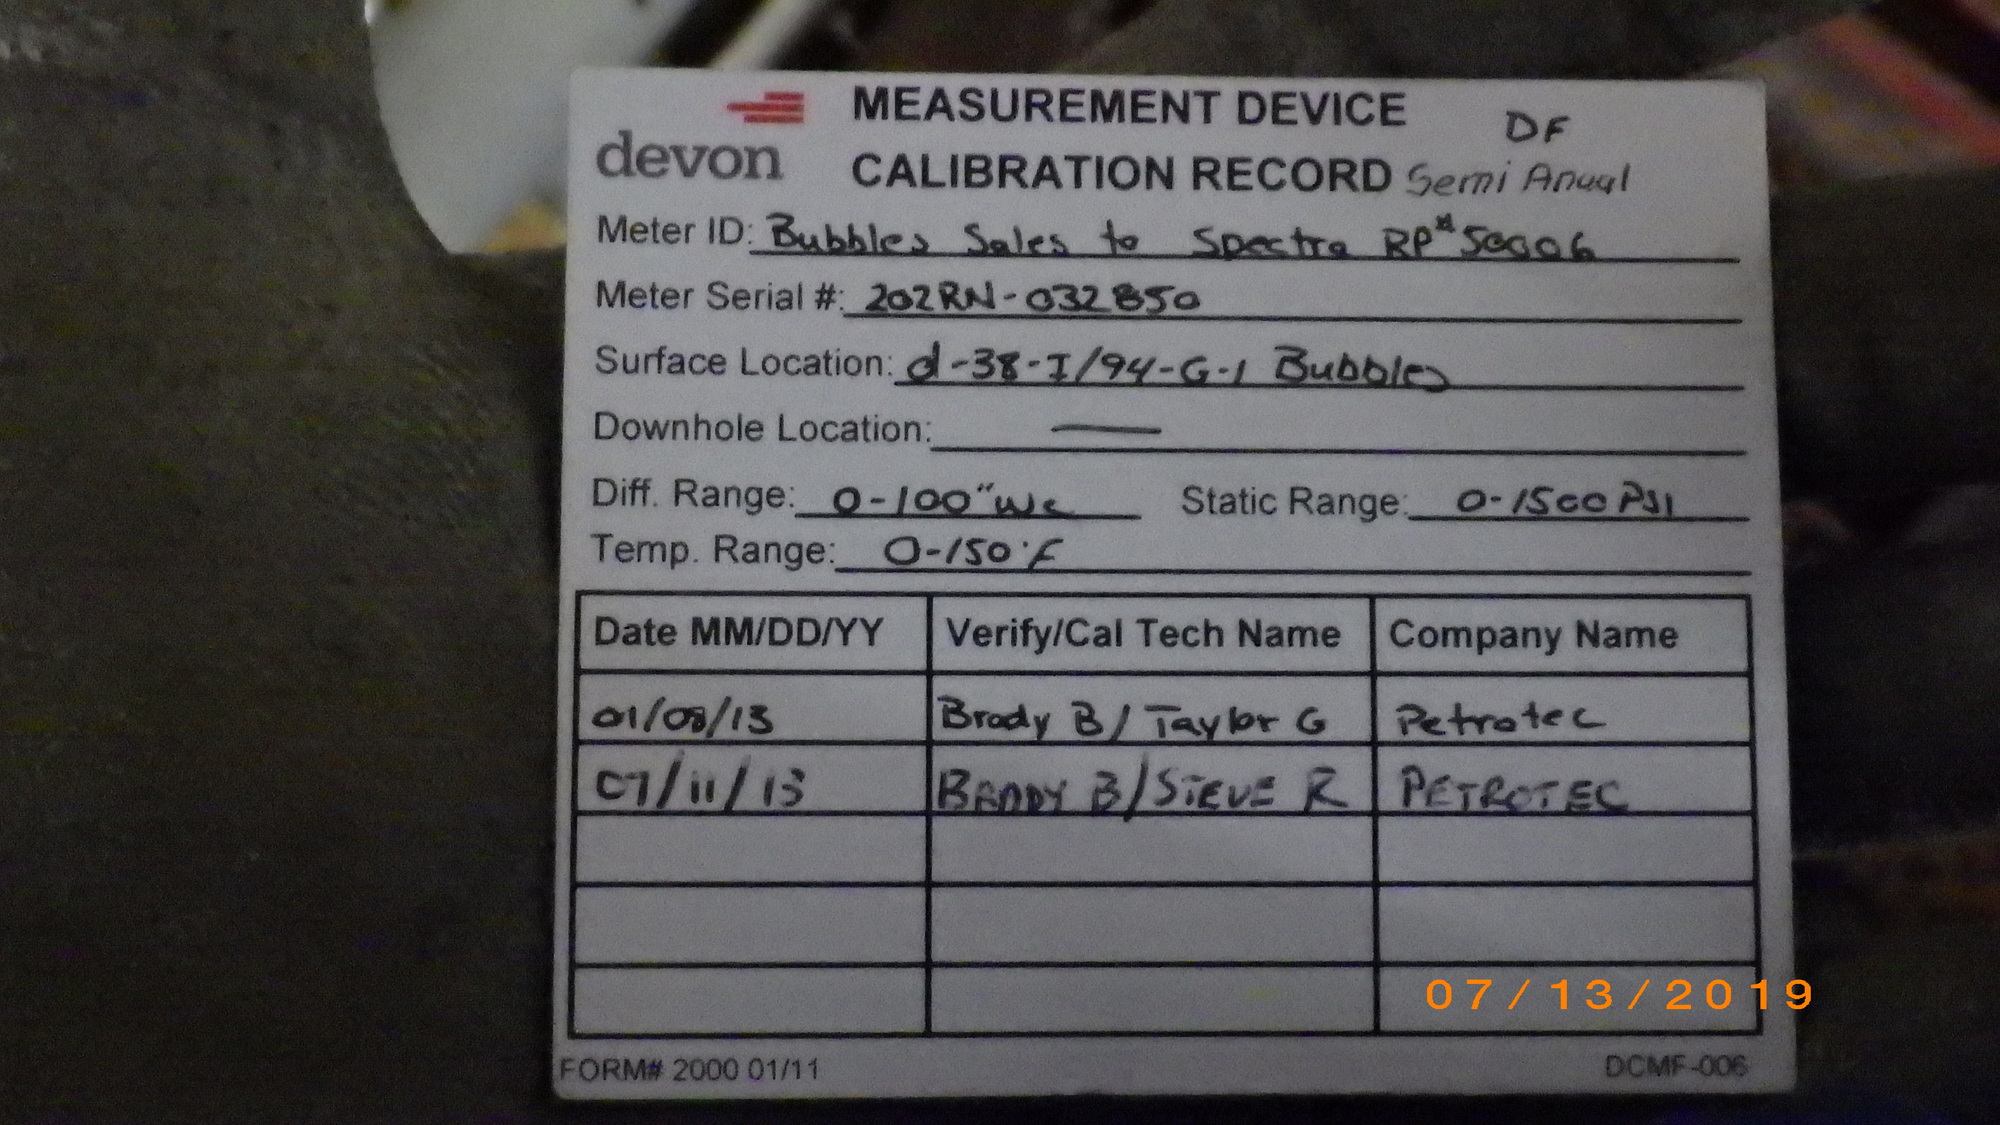 devon
MEASUREMENT DEVICE
CALIBRATION RECORD
DF
Semi Anual
Meter ID: Bubbles Sales to Spectra RP#50006
Meter Serial #: 202RN-032850
Surface Location: d-38-I/94-G-1 Bubbles
Downhole Location: —
Diff. Range: 0-100"wc Static Range: 0-1500 PSI
Temp. Range: 0-150°F
Date MM/DD/YY Verify/Cal Tech Name Company Name
01/08/13 Brady B/Taylor G Petrotec
07/11/13 BRADY B/STEVE R PETROTEC
07/13/2019
FORM# 2000 01/11 DCMF-006